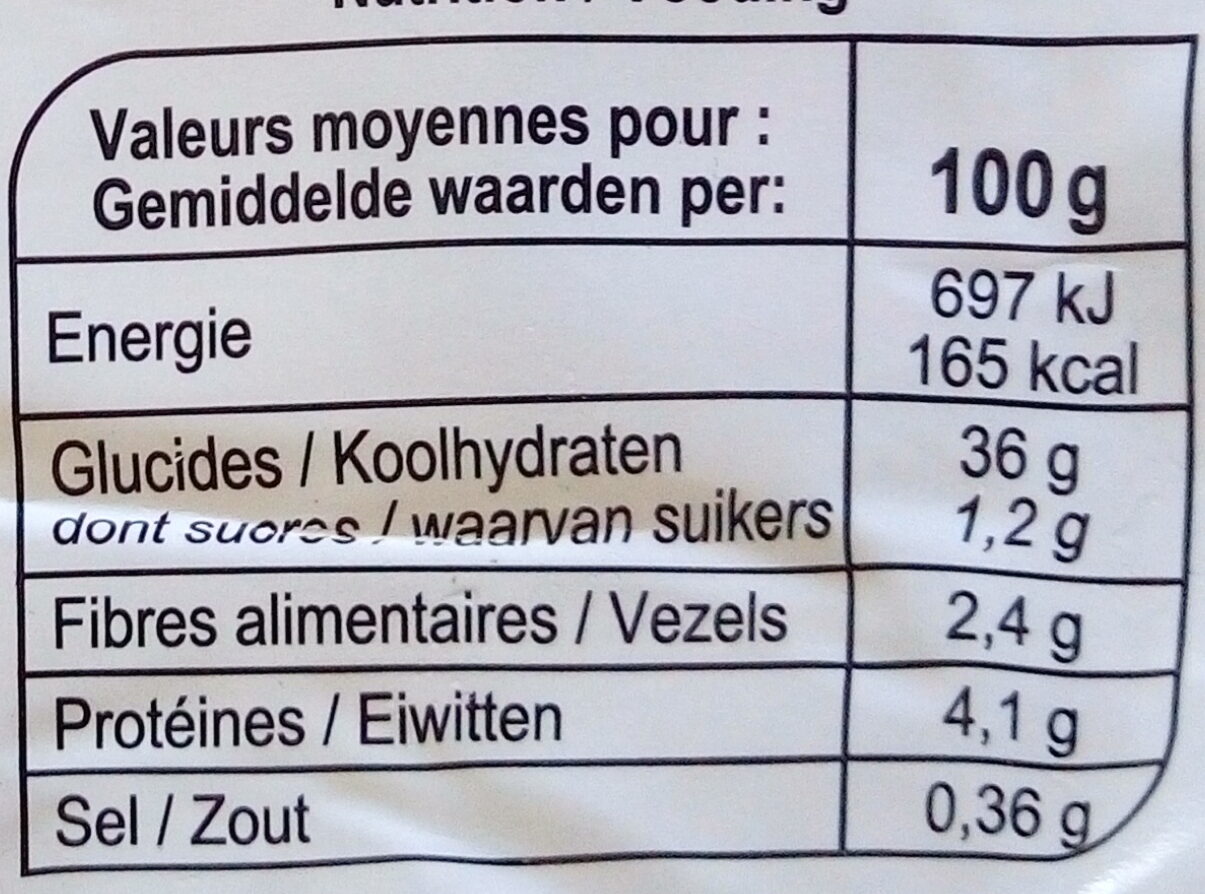 Valeurs moyennes pour :
Gemiddelde waarden per:
100 g
Energie
697 kJ
165 kcal
Glucides / Koolhydraten
36 g
dont sucres / waarvan suikers
1,2 g
Fibres alimentaires / Vezels
2,4 g
Protéines / Eiwitten
4,1 g
Sel / Zout
0,36 g